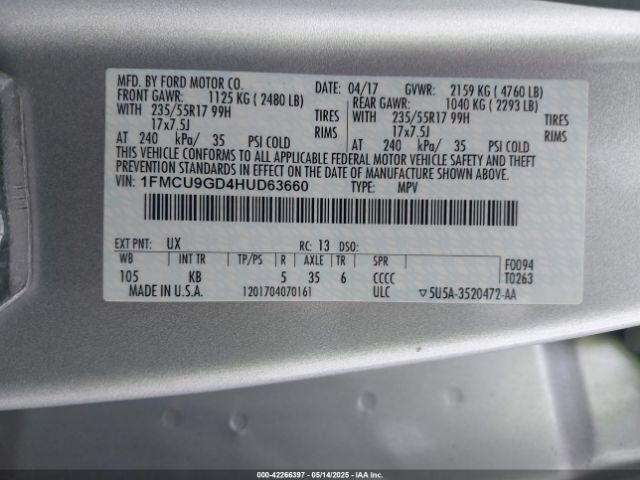 MFD. BY FORD MOTOR CO. 04/17 GVWR: 2159 KG ( 4760 LB)
FRONT GAWR: 1125 KG ( 2480 LB) REAR GAWR: 1040 KG ( 2293 LB)
WITH 235/55R17 99H TIRES WITH 235/55R17 99H TIRES
17x7.5J RIMS 17x7.5J RIMS
AT 240 kPa/ 35 PSI COLD AT 240 kPa/ 35 PSI COLD
THIS VEHICLE CONFORMS TO ALL APPLICABLE FEDERAL MOTOR VEHICLE SAFETY AND THEFT
PREVENTION STANDARDS IN EFFECT ON THE DATE OF MANUFACTURE SHOWN ABOVE.
VIN: 1FMCU9GD4HUD63660 TYPE: MPV
EXT PNT: UX RC: 13 DSO:
WB INT TR TP/PS R AXLE TR SPR F0094
105 KB 5 35 6 CCCC T0263
MADE IN U.S.A. 1201704070161 ULC ▽5U5A-3520472-AA
000-42266397 - 05/14/2025 - IAAI.COM